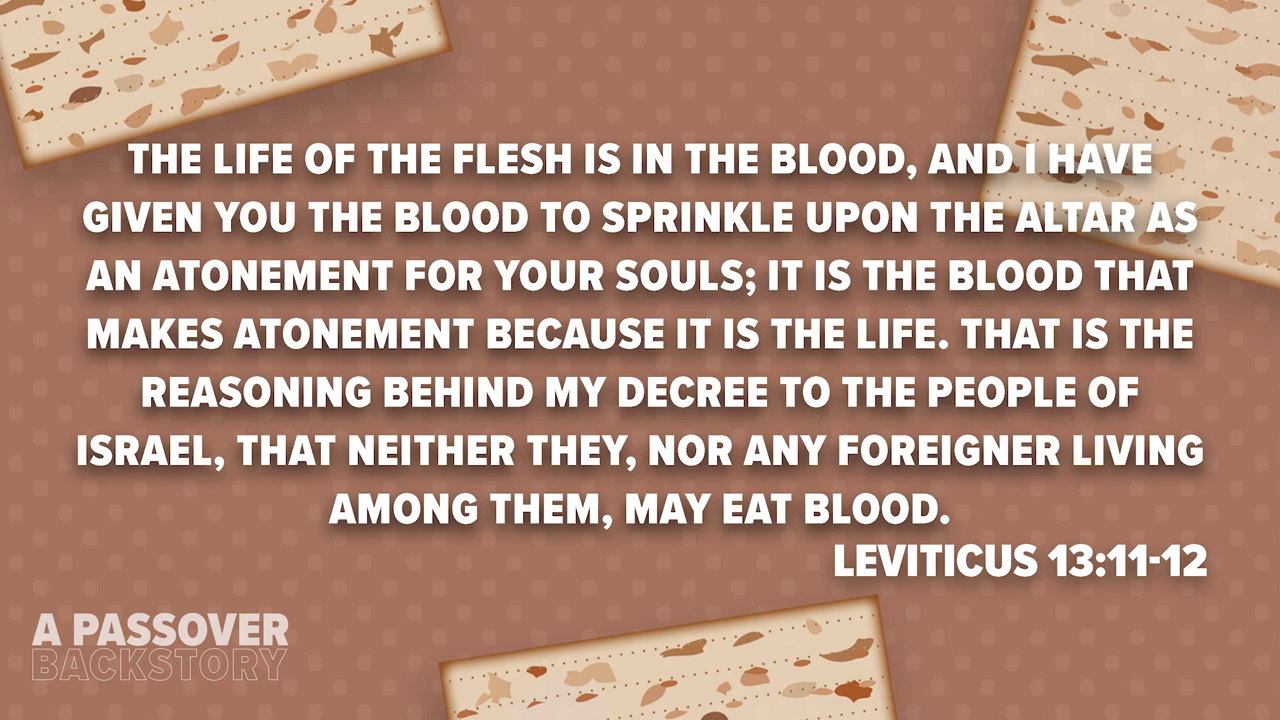 THE LIFE OF THE FLESH IS IN THE BLOOD, AND I HAVE
GIVEN YOU THE BLOOD TO SPRINKLE UPON THE ALTAR AS
AN ATONEMENT FOR YOUR SOULS; IT IS THE BLOOD THAT
MAKES ATONEMENT BECAUSE IT IS THE LIFE. THAT IS THE
REASONING BEHIND MY DECREE TO THE PEOPLE OF
ISRAEL, THAT NEITHER THEY, NOR ANY FOREIGNER LIVING
AMONG THEM, MAY EAT BLOOD.
LEVITICUS 13:11-12
A PASSOVER
BACKSTORY